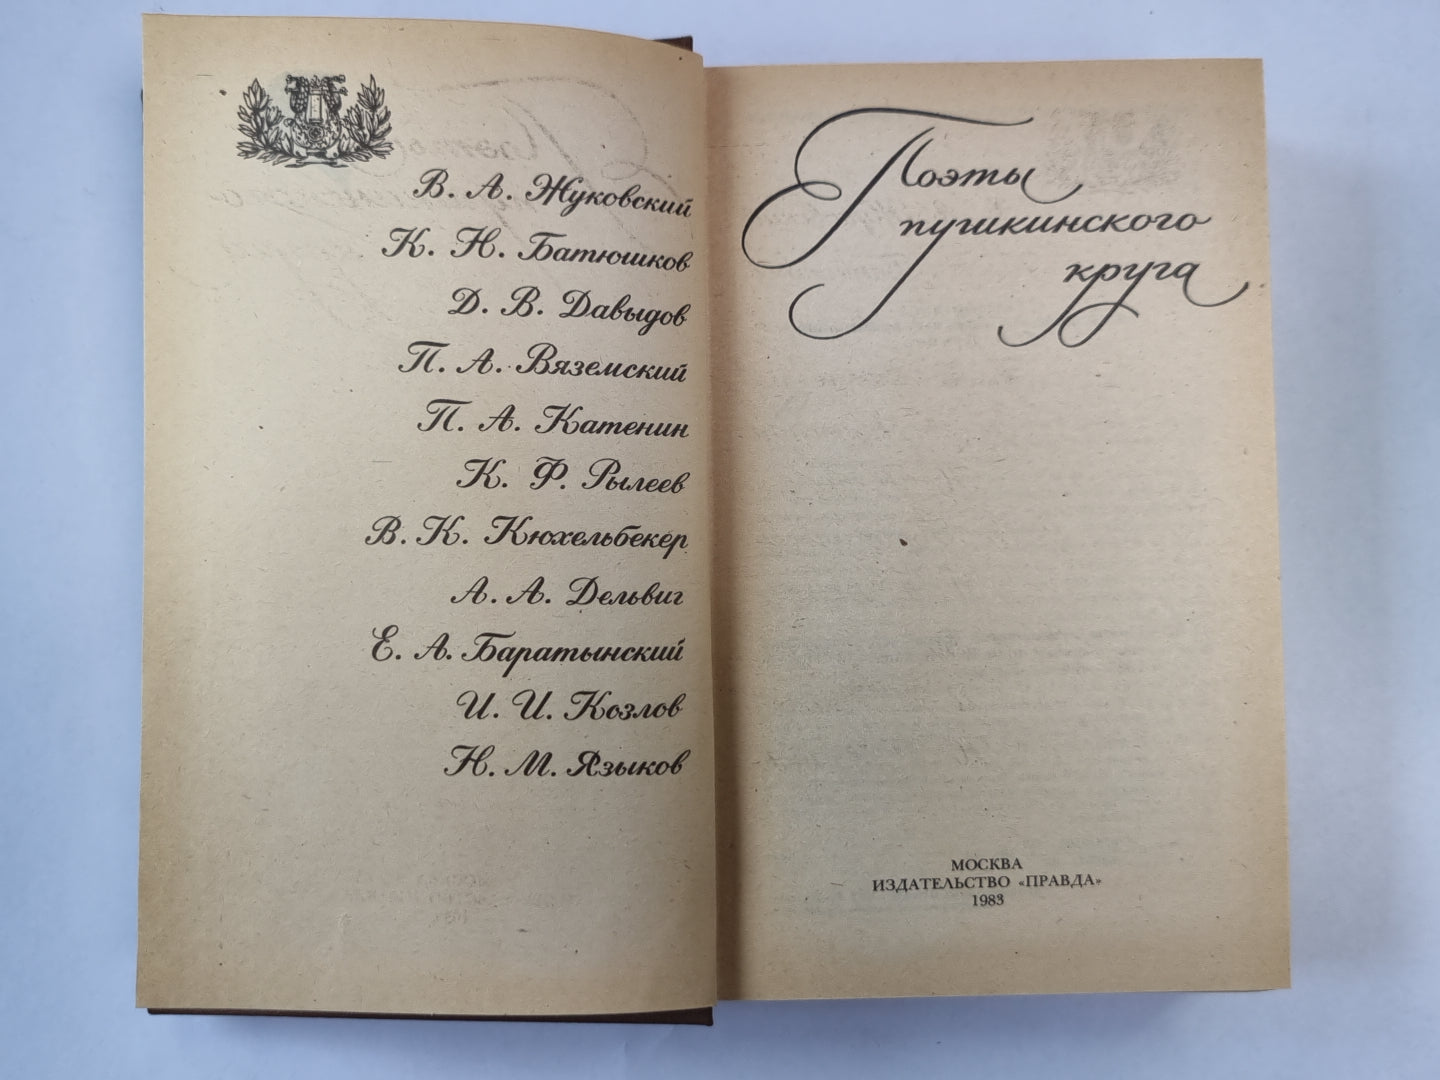 В. А. Жуковский
К. Н. Батюшков
Д. В. Давыдов
П. А. Вяземский
П. А. Катенин
К. Ф. Рылеев
В. К. Кюхельбекер
А. А. Дельвиг
Е. А. Баратынский
И. И. Козлов
Н. М. Языков
Поэты
пушкинского
круга
МОСКВА
ИЗДАТЕЛЬСТВО «ПРАВДА»
1983